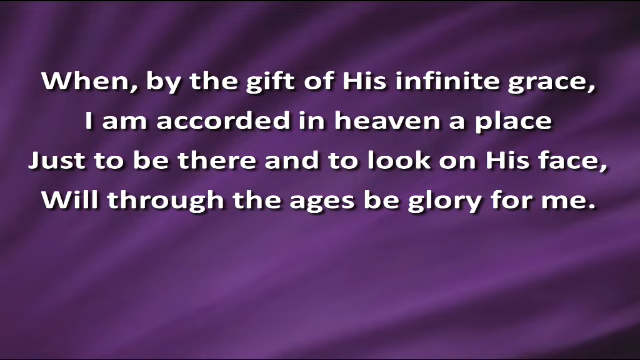 When, by the gift of His infinite grace,
I am accorded in heaven a place
Just to be there and to look on His face,
Will through the ages be glory for me.